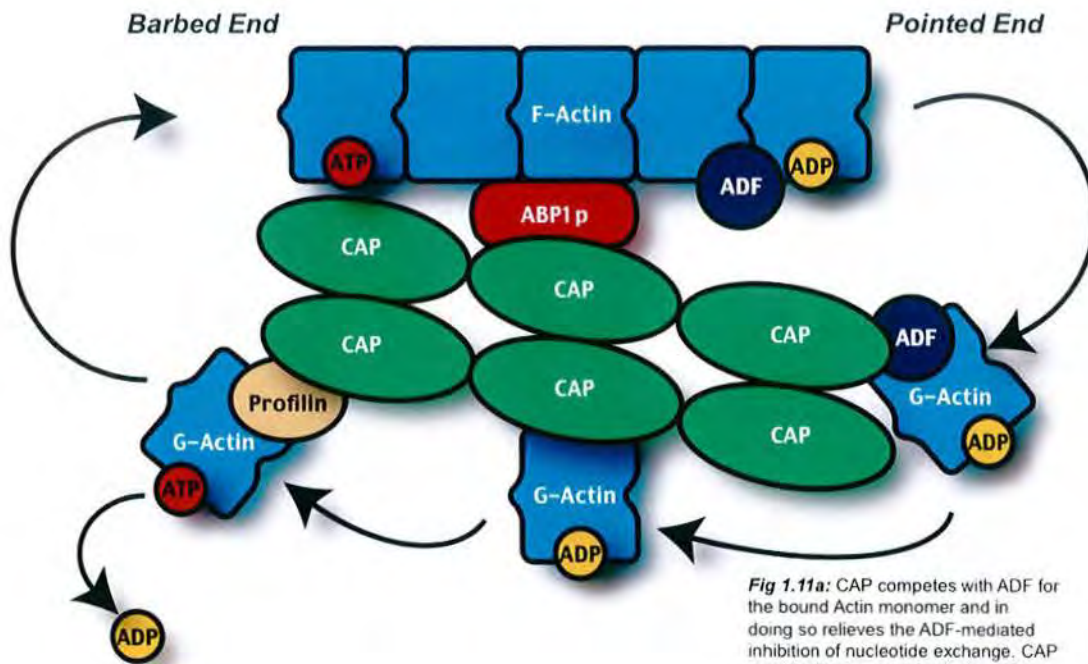 Barbed End
Pointed End
F-Actin
ATP
ADF
ADP
ABP1p
CAP
CAP
CAP
ADF
CAP
CAP
G-Actin
Profilin
CAP
G-Actin
ADP
ATP
G-Actin
ADP
ADP
Fig 1.11a: CAP competes with ADF for
the bound Actin monomer and in
doing so relieves the ADF-mediated
inhibition of nucleotide exchange. CAP